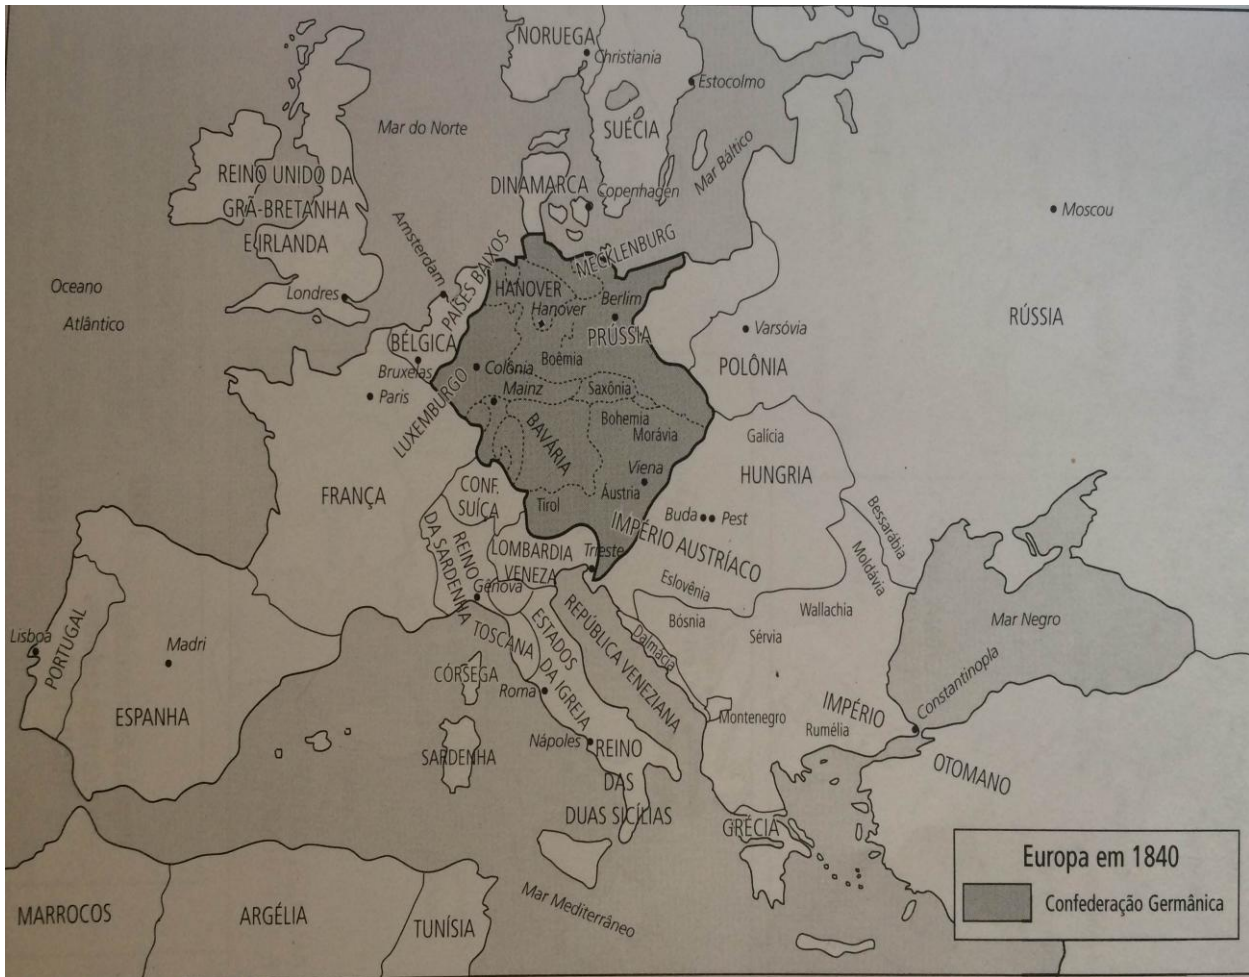 NORUEGA
Christiania
Estocolmo
SUÉCIA
Mar do Norte
Mar Báltico
REINO UNIDO DA
GRÃ-BRETANHA
E IRLANDA
Londres
DINAMARCA
Copenhagen
Moscou
Oceano
Atlântico
Amsterdam
PAÍSES BAIXOS
MECKLENBURG
HANOVER
Hanover
Berlim
PRÚSSIA
RÚSSIA
Varsóvia
POLÔNIA
BÉLGICA
Bruxelas
Colônia
Boêmia
Paris
LUXEMBURGO
Mainz
Saxônia
Bohemia
Morávia
BAVÁRIA
Galícia
HUNGRIA
FRANÇA
CONF.
SUÍÇA
Viena
Áustria
Tirol
Buda
Pest
IMPÉRIO AUSTRÍACO
Bessarábia
Moldávia
REINO
DA SARDENHA
LOMBARDIA
VENEZA
Trieste
Gênova
Eslovênia
Bósnia
Sérvia
Wallachia
Mar Negro
Lisboa
PORTUGAL
Madri
ESPANHA
TOSCANA
ESTADOS
DA IGREJA
REPÚBLICA VENEZIANA
Dalmácia
CÓRSEGA
Roma
Montenegro
IMPÉRIO
Rumélia
Constantinopla
OTOMANO
SARDENHA
Nápoles
REINO
DAS
DUAS SICÍLIAS
GRÉCIA
Mar Mediterrâneo
MARROCOS
ARGÉLIA
TUNÍSIA
Europa em 1840
Confederação Germânica